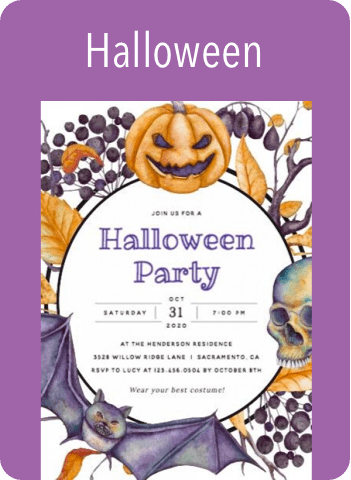 Halloween
JOIN US FOR A
Halloween
Party
OCT
SATURDAY 31 7:00 PM
2020
AT THE HENDERSON RESIDENCE
3528 WILLOW RIDGE LANE | SACRAMENTO, CA
RSVP TO LUCY AT 123.456.0504 BY OCTOBER 8TH
Wear your best costume!